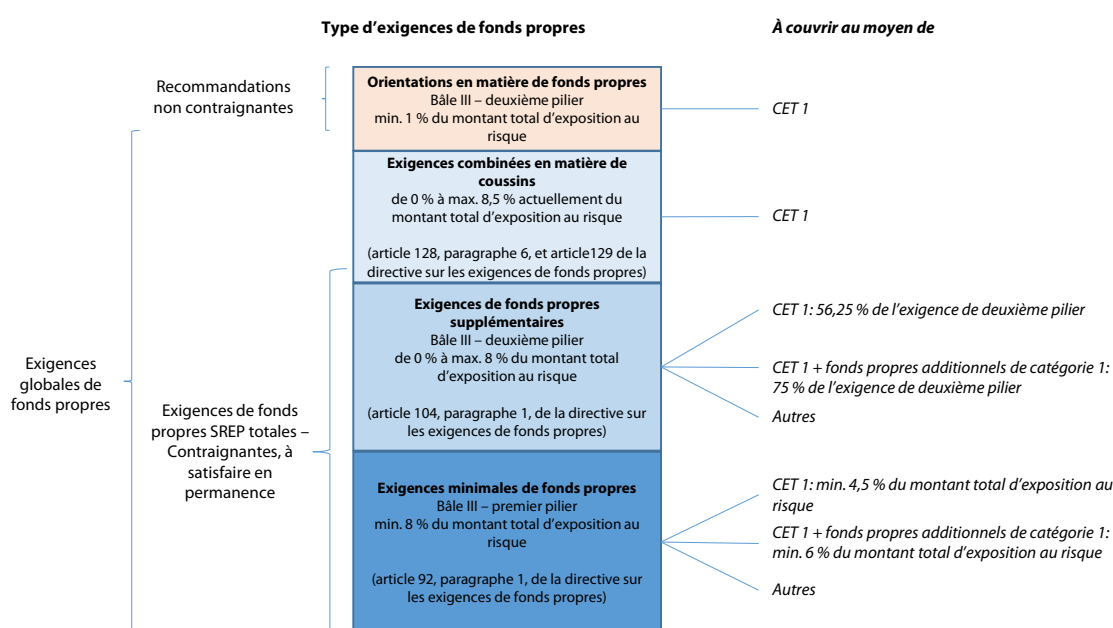 Type d’exigences de fonds propres
À couvrir au moyen de
Recommandations
non contraignantes
Orientations en matière de fonds propres
Bâle III – deuxième pilier
min. 1 % du montant total d’exposition au
risque
CET 1
Exigences combinées en matière de
coussins
de 0 % à max. 8,5 % actuellement du
montant total d’exposition au risque
(article 128, paragraphe 6, et article129 de la
directive sur les exigences de fonds propres)
CET 1
Exigences
globales de
fonds propres
Exigences de fonds
propres SREP totales –
Contraignantes, à
satisfaire en
permanence
Exigences de fonds propres
supplémentaires
Bâle III – deuxième pilier
de 0 % à max. 8 % du montant total
d’exposition au risque
(article 104, paragraphe 1, de la directive sur
les exigences de fonds propres)
CET 1: 56,25 % de l’exigence de deuxième pilier
CET 1 + fonds propres additionnels de catégorie 1:
75 % de l’exigence de deuxième pilier
Autres
Exigences minimales de fonds propres
Bâle III – premier pilier
min. 8 % du montant total d’exposition au
risque
(article 92, paragraphe 1, de la directive sur
les exigences de fonds propres)
CET 1: min. 4,5 % du montant total d’exposition au
risque
CET 1 + fonds propres additionnels de catégorie 1:
min. 6 % du montant total d’exposition au risque
Autres